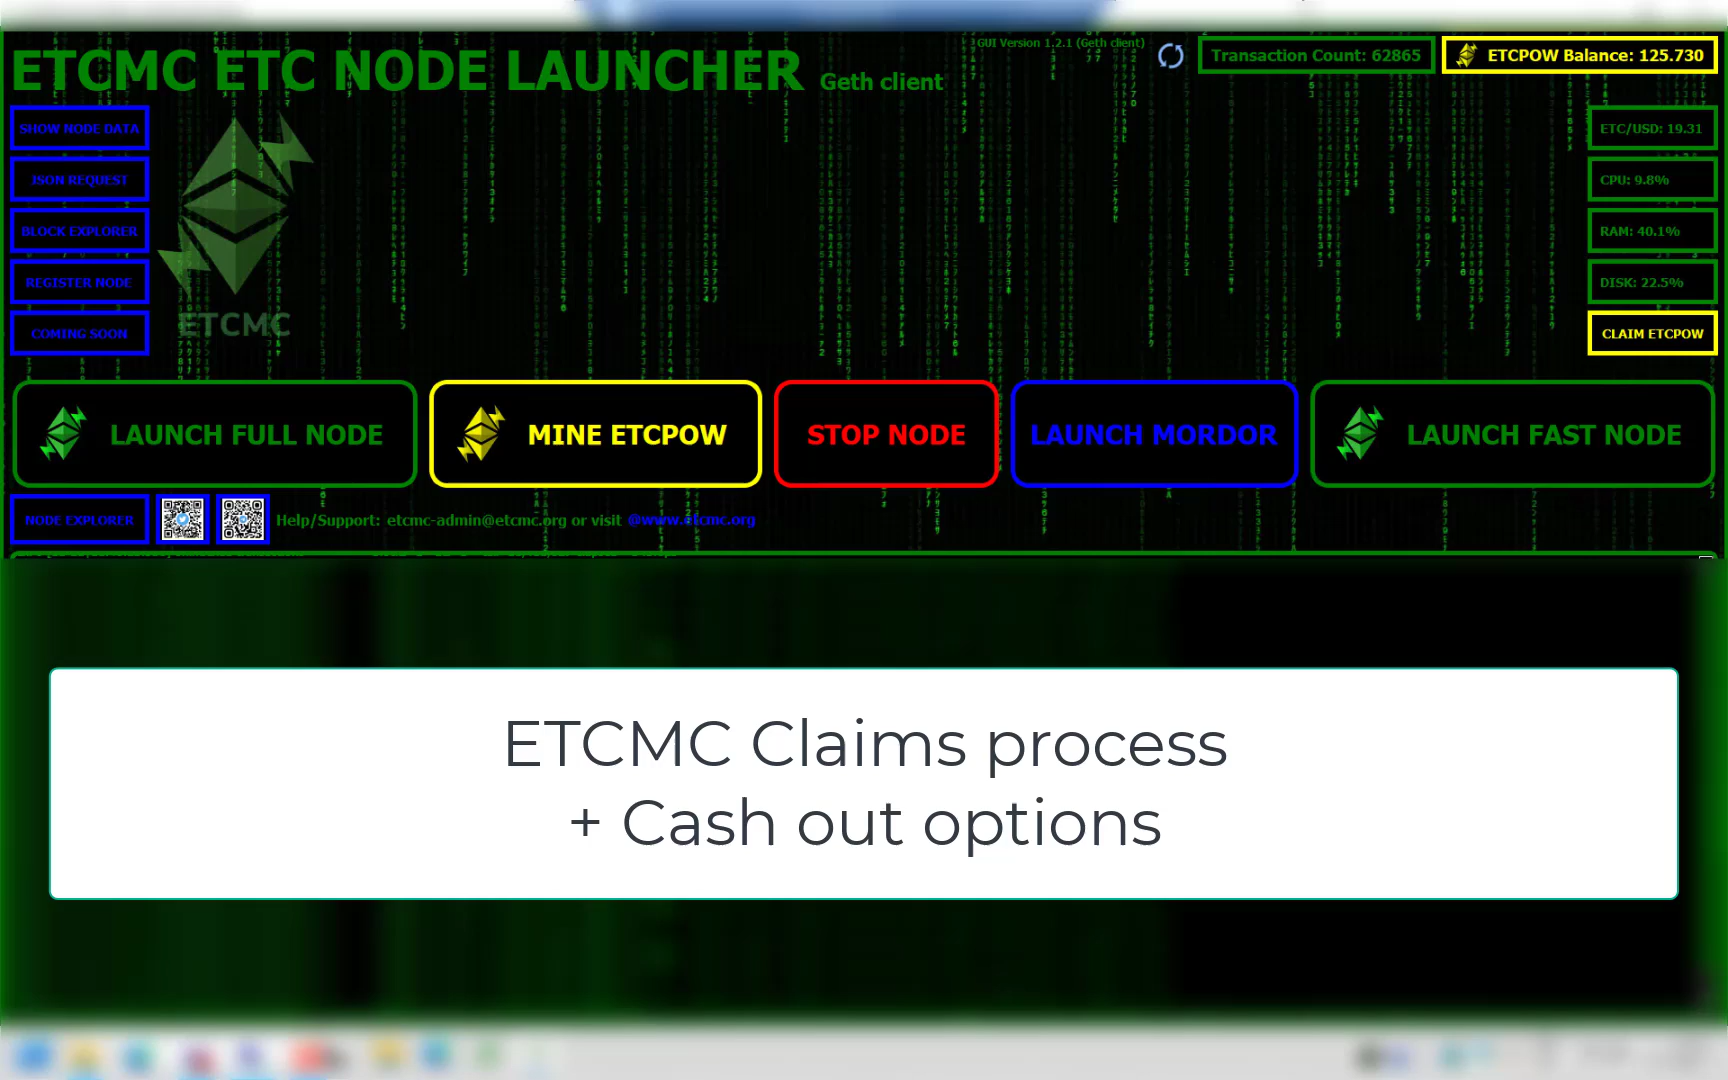 GUI Version 1.2.1 (Geth client)
ETCMC ETC NODE LAUNCHER Geth client
Transaction Count: 62865
ETCPOW Balance: 125.730
SHOW NODE DATA
JSON REQUEST
BLOCK EXPLORER
REGISTER NODE
COMING SOON
ETCMC
ETC/USD: 19.31
CPU: 9.8%
RAM: 40.1%
DISK: 22.5%
CLAIM ETCPOW
LAUNCH FULL NODE
MINE ETCPOW
STOP NODE
LAUNCH MORDOR
LAUNCH FAST NODE
NODE EXPLORER
Help/Support: etcmc-admin@etcmc.org or visit @www.etcmc.org
ETCMC Claims process
+ Cash out options